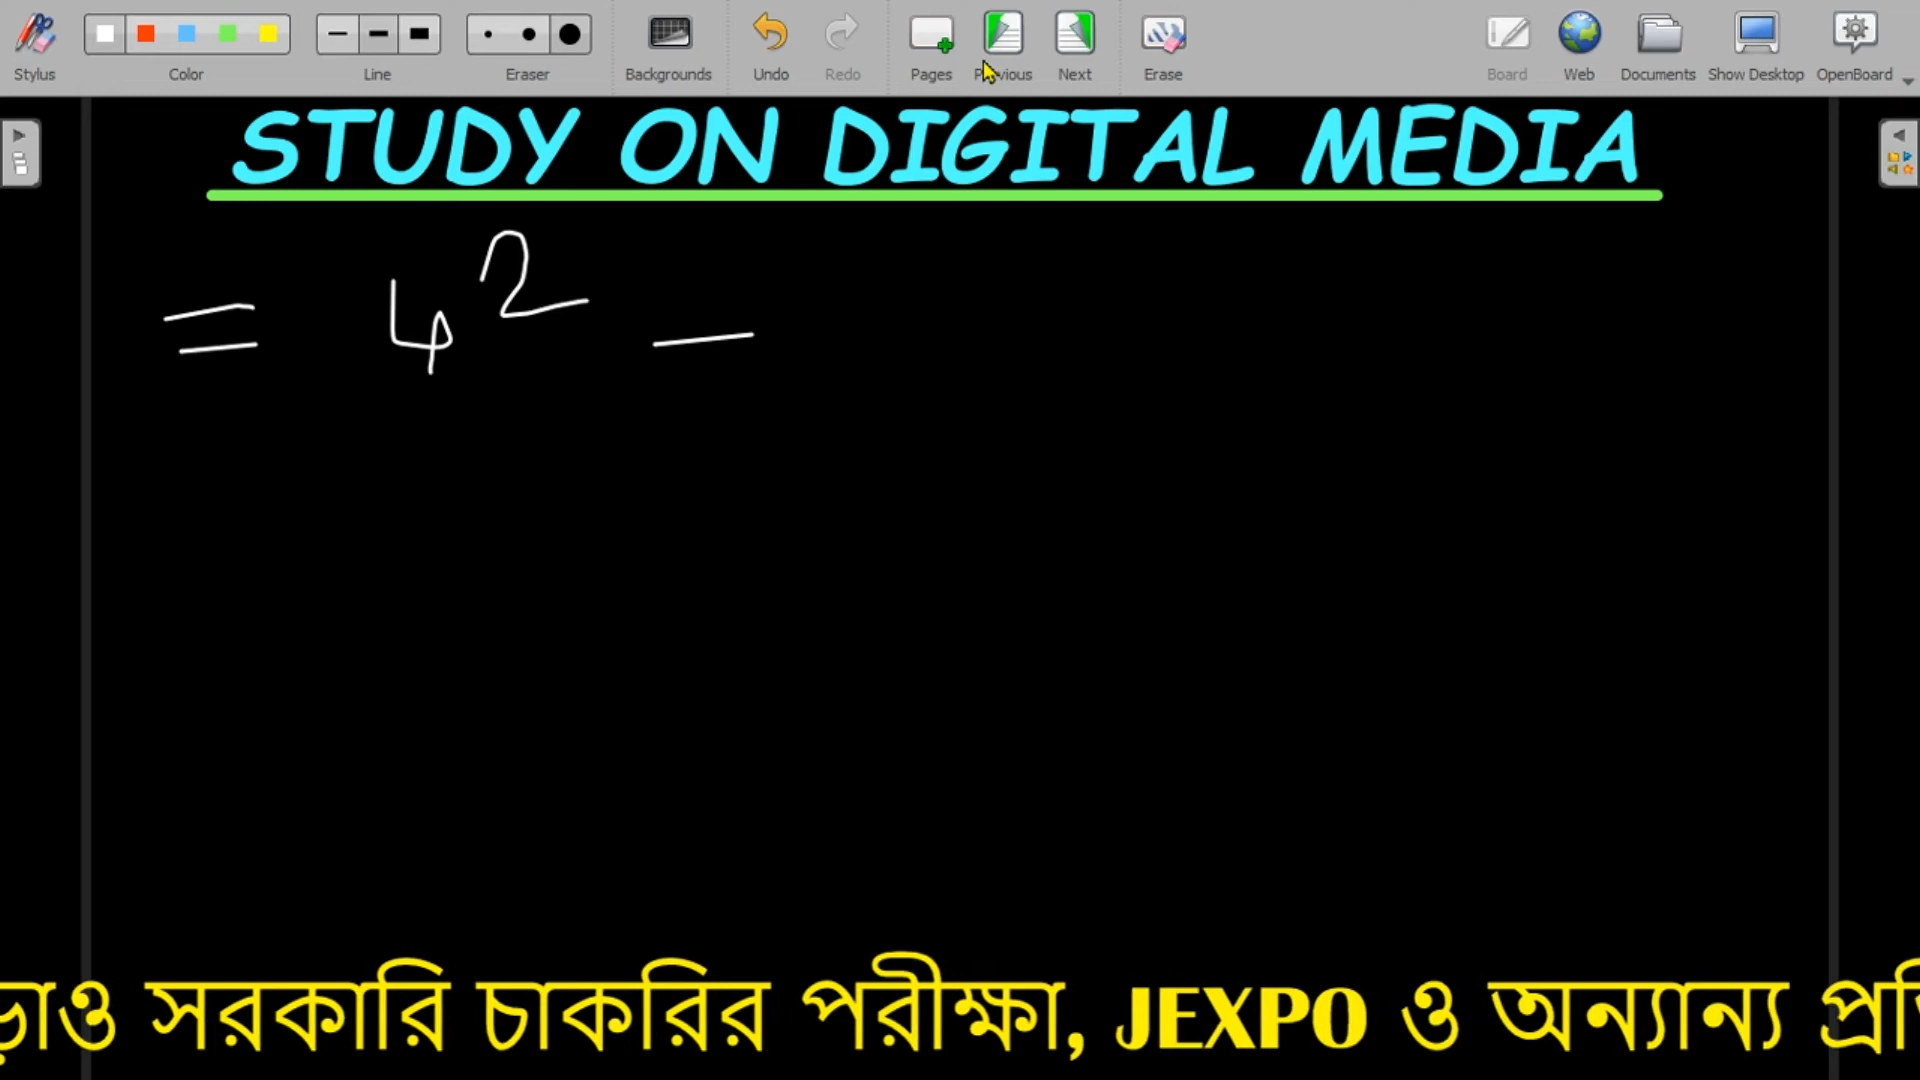 Stylus Color Line Eraser Backgrounds Undo Redo Pages Previous Next Erase Board Web Documents Show Desktop OpenBoard
STUDY ON DIGITAL MEDIA
= 4² –
সরকারি চাকরির পরীক্ষা, JEXPO ও অন্যান্য